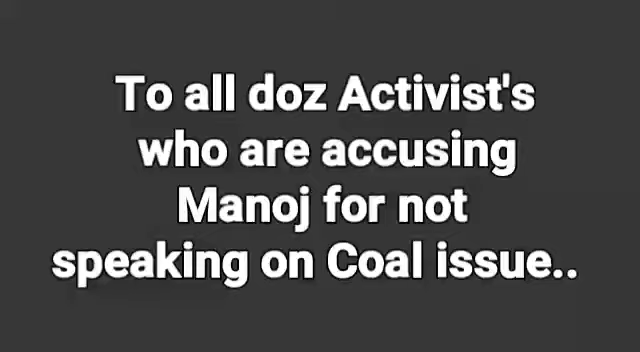 To all doz Activist's
who are accusing
Manoj for not
speaking on Coal issue..